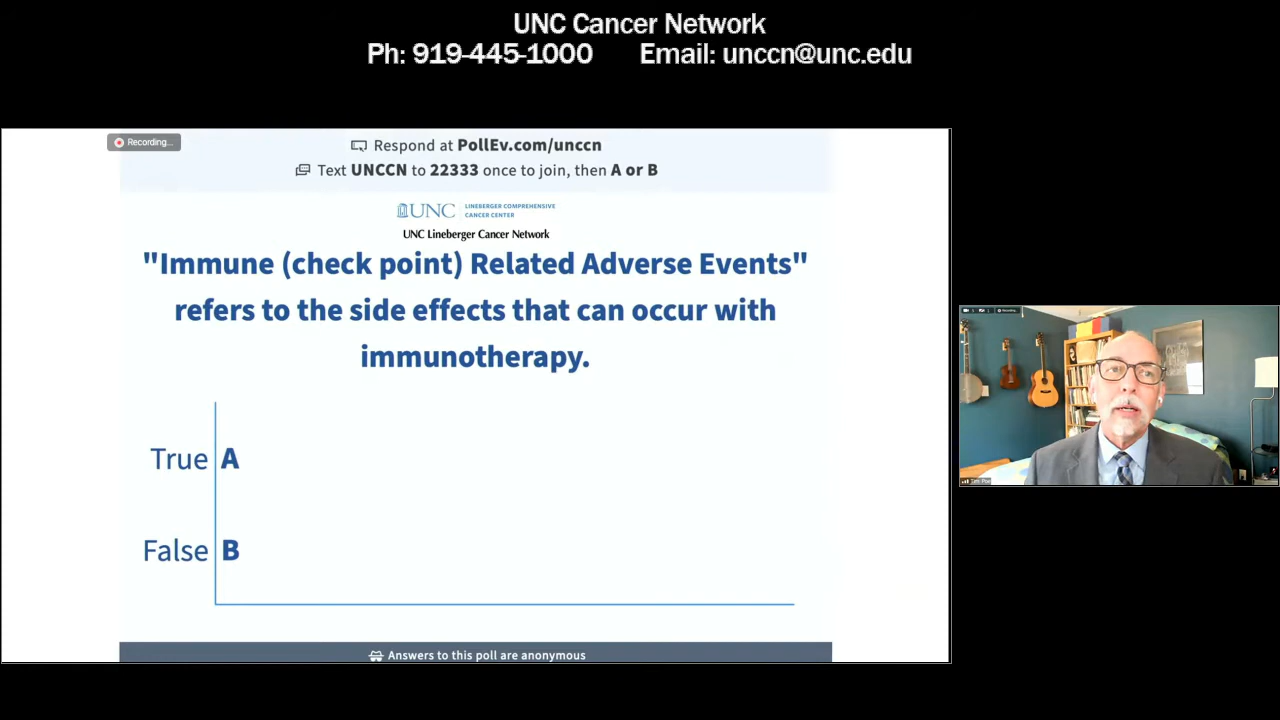 UNC Cancer Network
Ph: 919-445-1000 Email: unccn@unc.edu
Recording...
Respond at PollEv.com/unccn
Text UNCCN to 22333 once to join, then A or B
UNC LINEBERGER COMPREHENSIVE
CANCER CENTER
UNC Lineberger Cancer Network
"Immune (check point) Related Adverse Events"
refers to the side effects that can occur with
immunotherapy.
True A
False B
Answers to this poll are anonymous